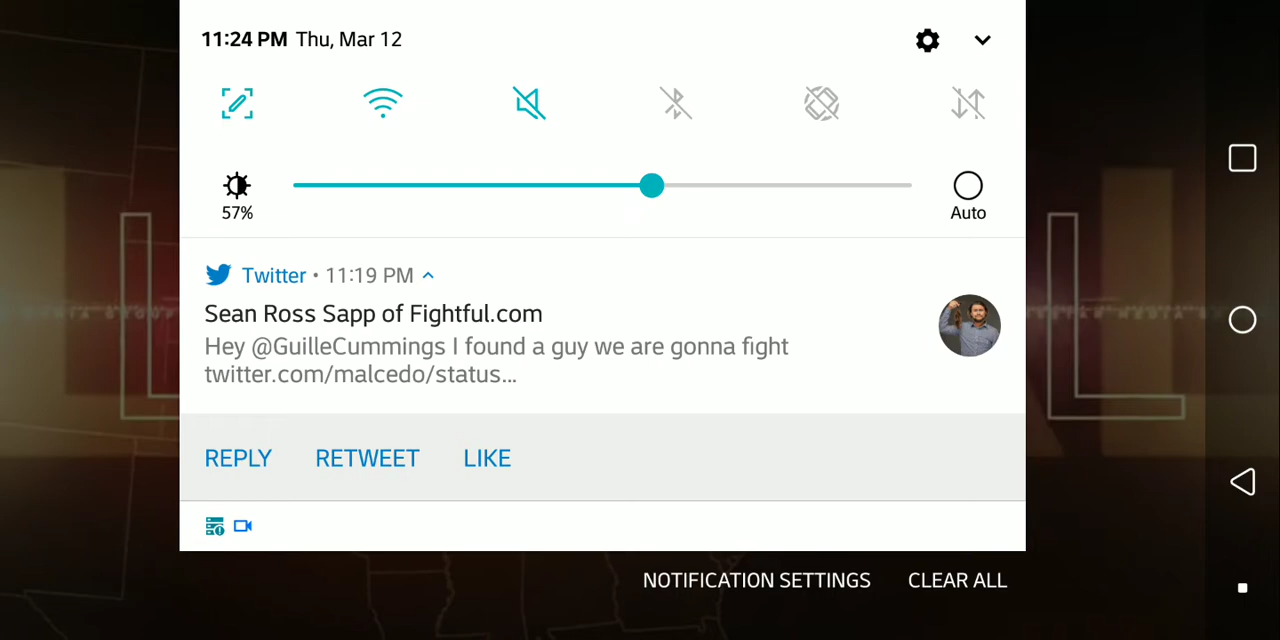 11:24 PM Thu, Mar 12
57%
Auto
Twitter • 11:19 PM
Sean Ross Sapp of Fightful.com
Hey @GuilleCummings I found a guy we are gonna fight
twitter.com/malcedo/status...
REPLY RETWEET LIKE
NOTIFICATION SETTINGS CLEAR ALL